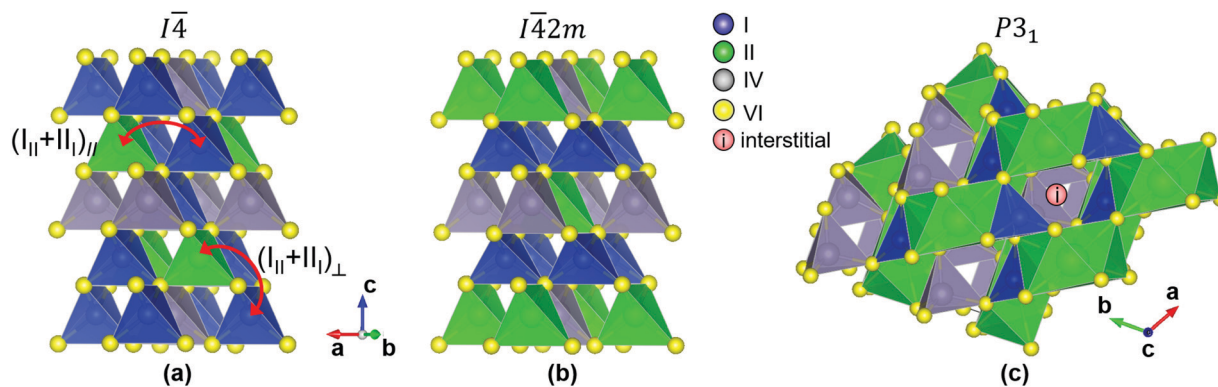 I4̅
I4̅2m
I
II
IV
VI
i interstitial
P3₁
(I_II+II_I)_//
(I_II+II_I)_⊥
c
a
b
i
a
b
c
(a)
(b)
(c)